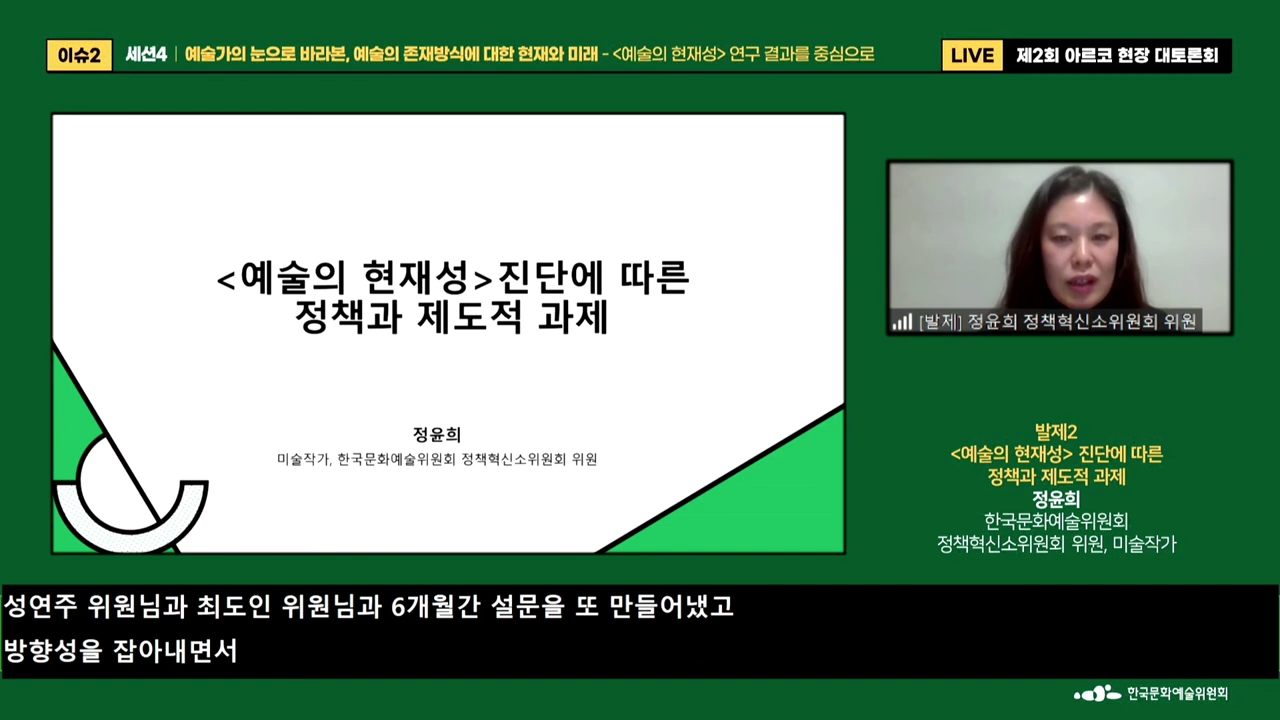 이슈2 세션4 | 예술가의 눈으로 바라본, 예술의 존재방식에 대한 현재와 미래 - <예술의 현재성> 연구 결과를 중심으로
LIVE 제2회 아르코 현장 대토론회
<예술의 현재성>진단에 따른
정책과 제도적 과제
정윤희
미술작가, 한국문화예술위원회 정책혁신소위원회 위원
[발제] 정윤희 정책혁신소위원회 위원
발제2
<예술의 현재성> 진단에 따른
정책과 제도적 과제
정윤희
한국문화예술위원회
정책혁신소위원회 위원, 미술작가
성연주 위원님과 최도인 위원님과 6개월간 설문을 또 만들어냈고
방향성을 잡아내면서
한국문화예술위원회